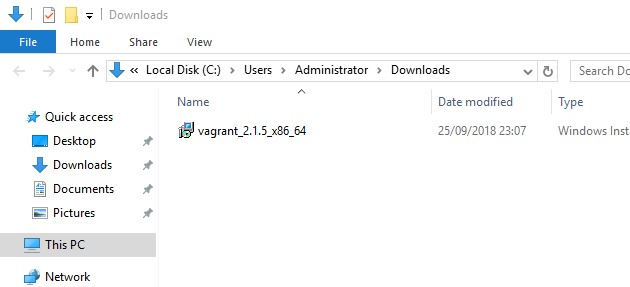 Downloads
File Home Share View
« Local Disk (C:) > Users > Administrator > Downloads Search Do
Name Date modified Type
Quick access
vagrant_2.1.5_x86_64 25/09/2018 23:07 Windows Inst
Desktop
Downloads
Documents
Pictures
This PC
Network